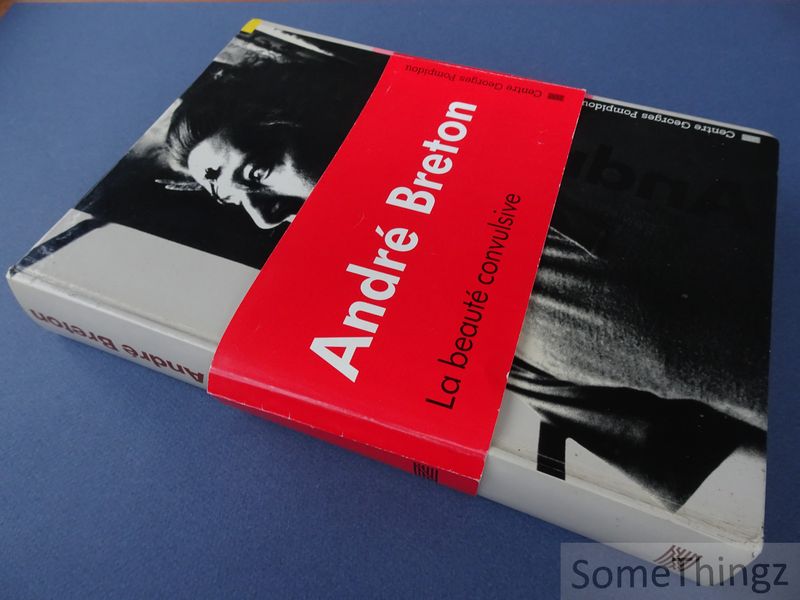 Centre Georges Pompidou
André Breton
La beauté convulsive
Centre Georges Pompidou
André Breton
SomeThingz